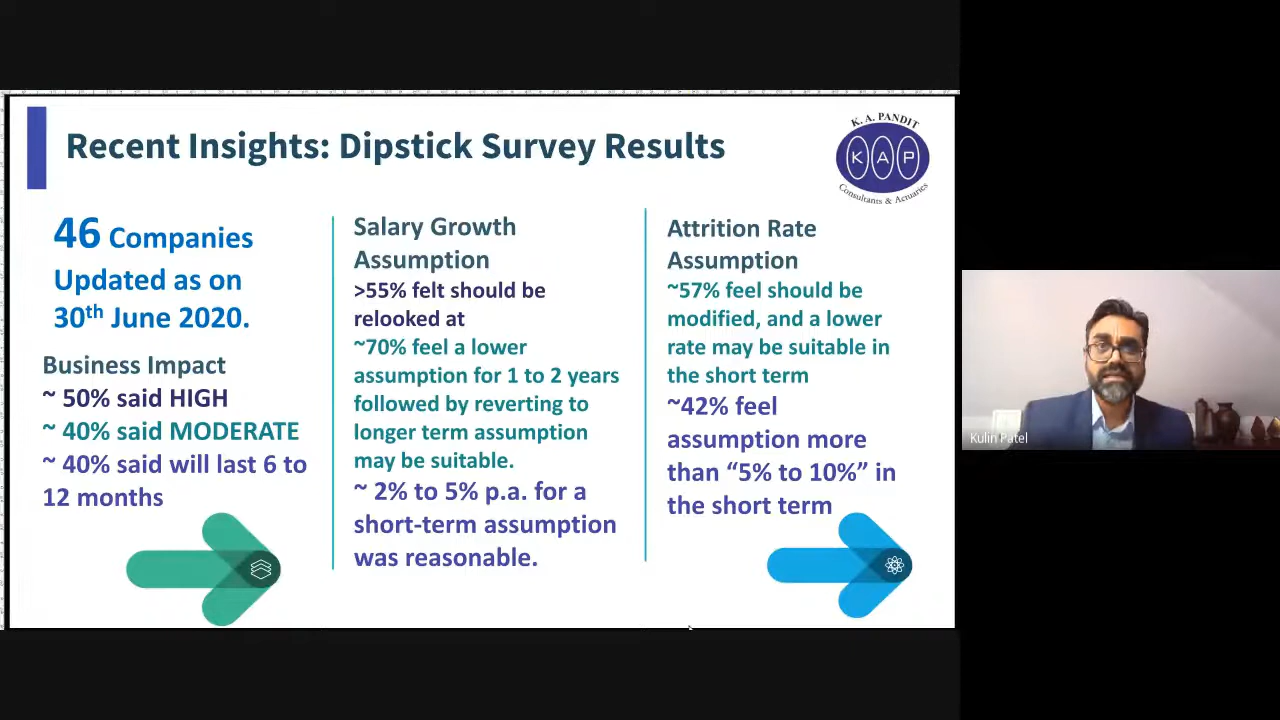 Recent Insights: Dipstick Survey Results
K. A. PANDIT
K A P
Consultants & Actuaries
46 Companies
Updated as on
30th June 2020.
Business Impact
~ 50% said HIGH
~ 40% said MODERATE
~ 40% said will last 6 to
12 months
Salary Growth
Assumption
>55% felt should be
relooked at
~70% feel a lower
assumption for 1 to 2 years
followed by reverting to
longer term assumption
may be suitable.
~ 2% to 5% p.a. for a
short-term assumption
was reasonable.
Attrition Rate
Assumption
~57% feel should be
modified, and a lower
rate may be suitable in
the short term
~42% feel
assumption more
than “5% to 10%” in
the short term
Kulin Patel